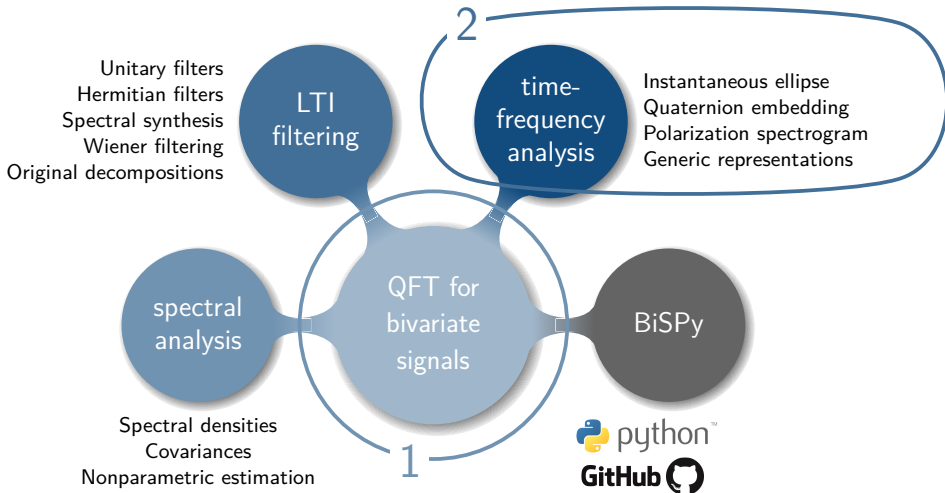 2
Unitary filters
Hermitian filters
Spectral synthesis
Wiener filtering
Original decompositions
LTI
filtering
time-
frequency
analysis
Instantaneous ellipse
Quaternion embedding
Polarization spectrogram
Generic representations
spectral
analysis
QFT for
bivariate
signals
BiSPy
Spectral densities
Covariances
Nonparametric estimation
1
python™
GitHub